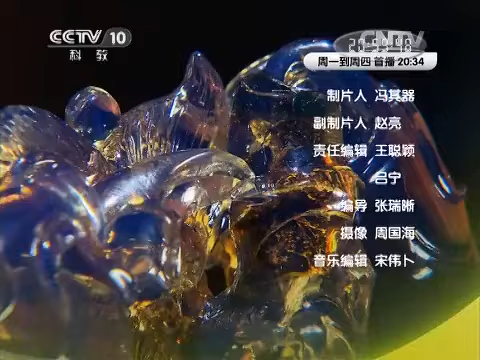 CCTV 10
科教
CNTV
周一到周四 首播 20:34
制片人 冯其器
副制片人 赵亮
责任编辑 王聪颖
吕宁
编导 张瑞晰
摄像 周国海
音乐编辑 宋伟卜